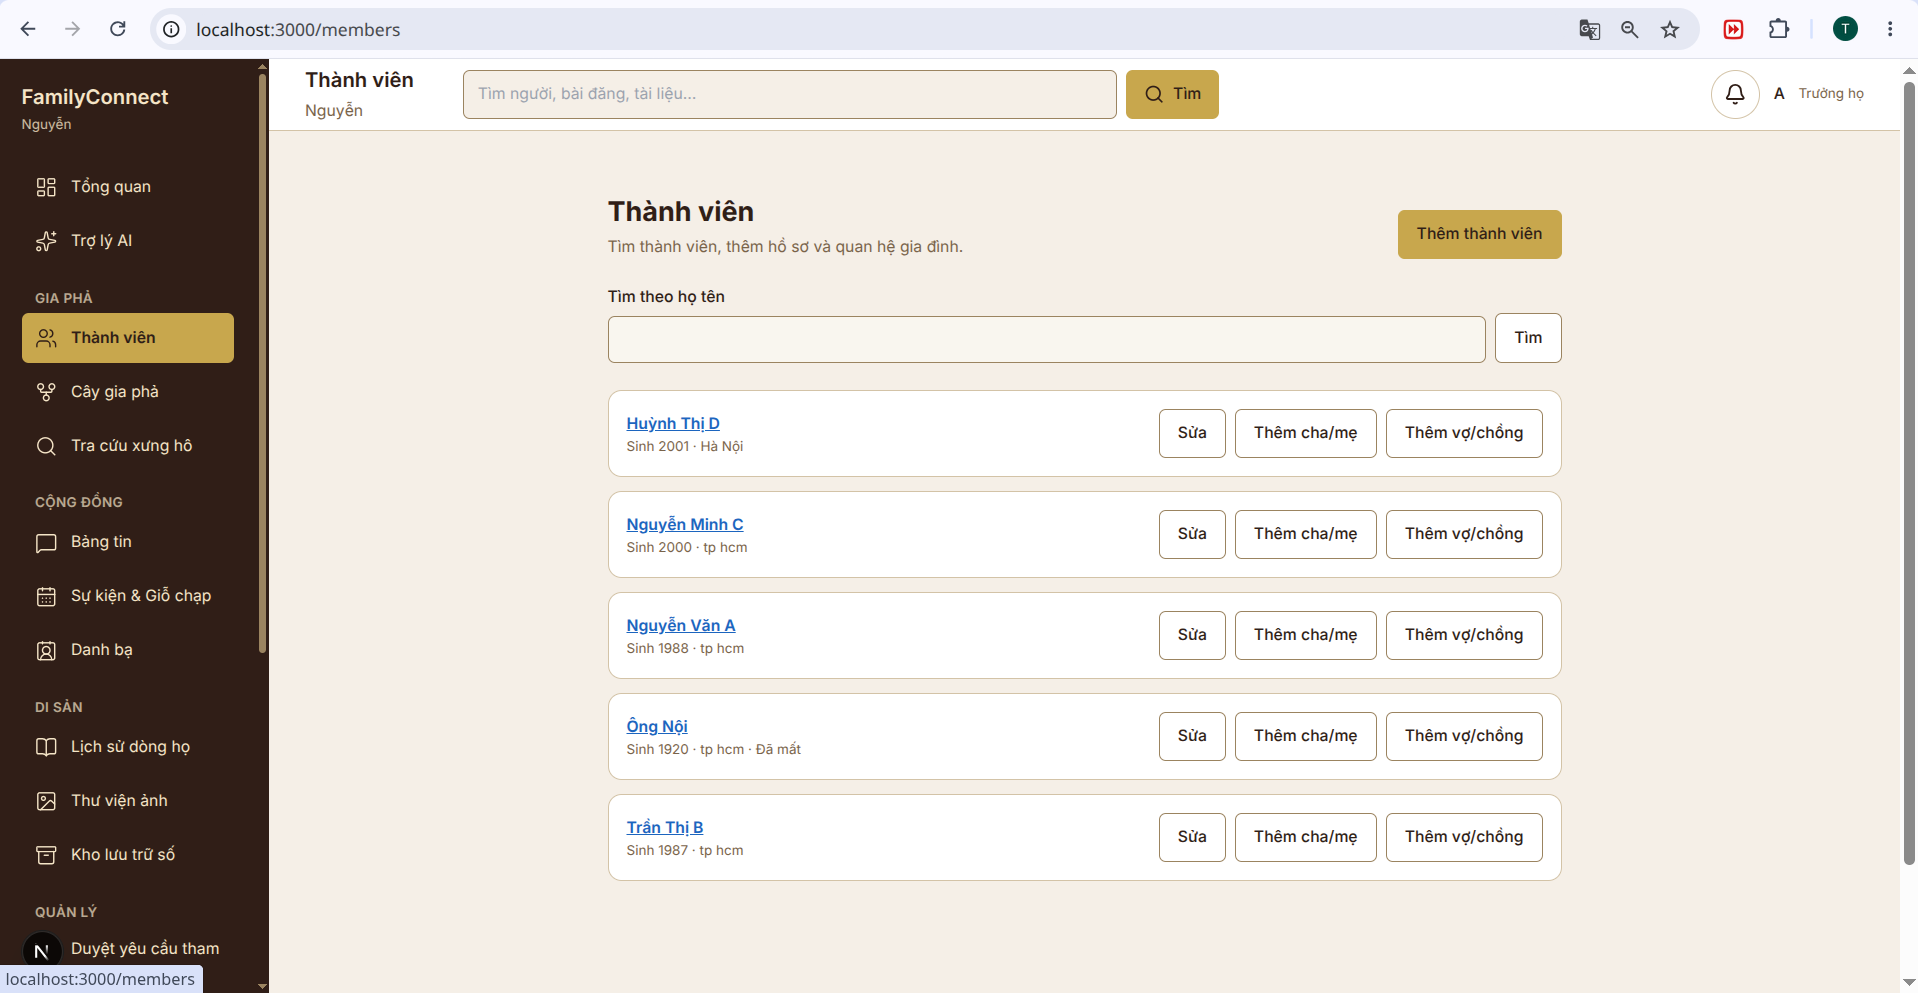 localhost:3000/members
T
FamilyConnect
Nguyễn
Tổng quan
Trợ lý AI
GIA PHẢ
Thành viên
Cây gia phả
Tra cứu xưng hô
CỘNG ĐỒNG
Bảng tin
Sự kiện & Giỗ chạp
Danh bạ
DI SẢN
Lịch sử dòng họ
Thư viện ảnh
Kho lưu trữ số
QUẢN LÝ
Duyệt yêu cầu tham
N
localhost:3000/members
Thành viên
Nguyễn
Tìm người, bài đăng, tài liệu...
Tìm
A Trưởng họ
Thành viên
Tìm thành viên, thêm hồ sơ và quan hệ gia đình.
Thêm thành viên
Tìm theo họ tên
Tìm
Huỳnh Thị D
Sinh 2001 · Hà Nội
Sửa Thêm cha/mẹ Thêm vợ/chồng
Nguyễn Minh C
Sinh 2000 · tp hcm
Sửa Thêm cha/mẹ Thêm vợ/chồng
Nguyễn Văn A
Sinh 1988 · tp hcm
Sửa Thêm cha/mẹ Thêm vợ/chồng
Ông Nội
Sinh 1920 · tp hcm · Đã mất
Sửa Thêm cha/mẹ Thêm vợ/chồng
Trần Thị B
Sinh 1987 · tp hcm
Sửa Thêm cha/mẹ Thêm vợ/chồng